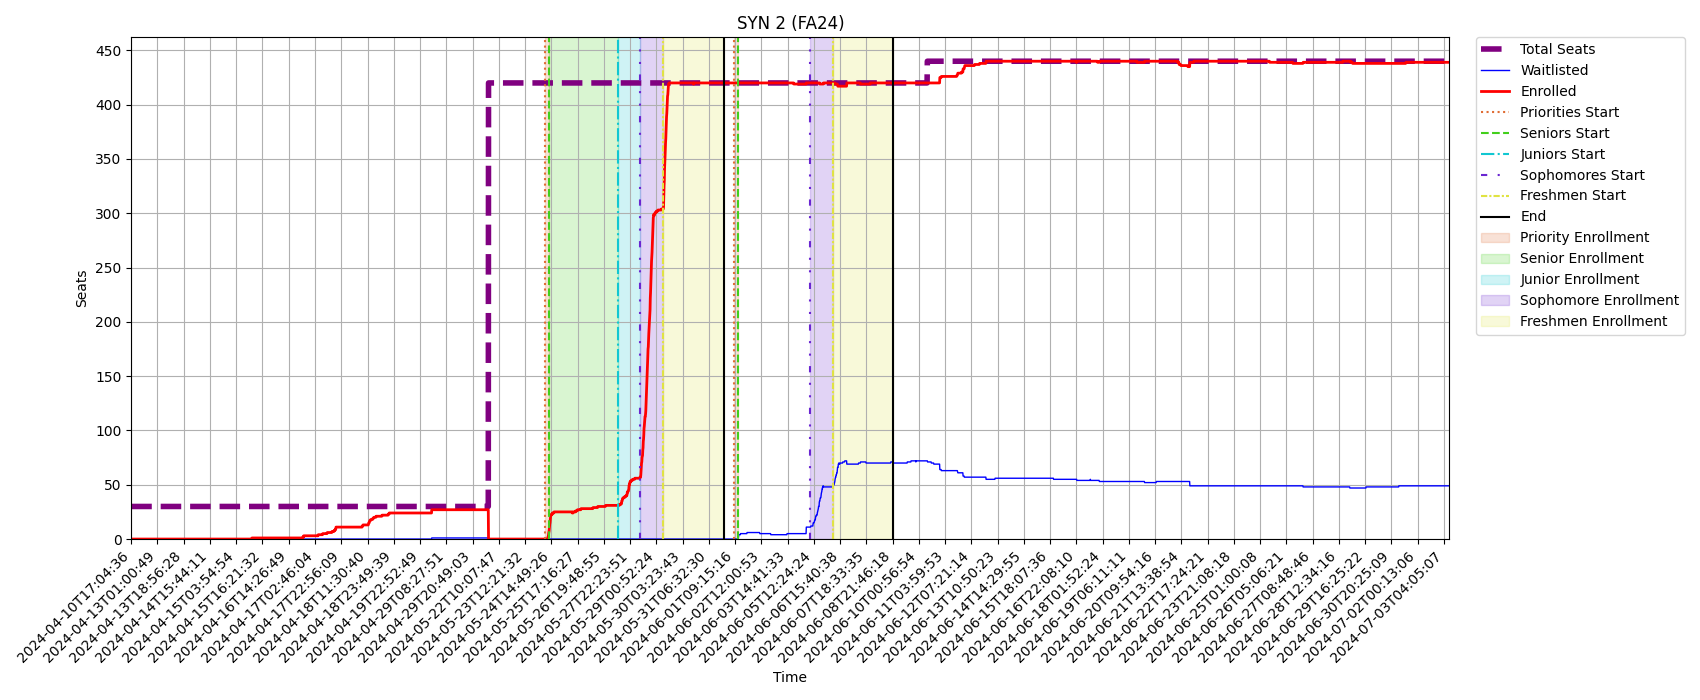 SYN 2 (FA24)
450
400
350
300
250
200
150
100
50
0
Seats
2024-04-10T17:04:36
2024-04-13T01:00:49
2024-04-13T18:56:28
2024-04-14T15:44:11
2024-04-15T03:54:54
2024-04-15T16:21:32
2024-04-16T14:26:49
2024-04-17T02:46:04
2024-04-17T22:56:09
2024-04-18T11:30:40
2024-04-18T23:49:39
2024-04-19T22:52:49
2024-04-29T08:27:51
2024-04-29T20:49:03
2024-05-22T10:07:47
2024-05-23T12:21:32
2024-05-24T14:49:26
2024-05-25T17:16:27
2024-05-26T19:48:55
2024-05-27T22:23:51
2024-05-29T00:52:24
2024-05-30T03:23:43
2024-05-31T06:32:30
2024-06-01T09:15:16
2024-06-02T12:00:53
2024-06-03T14:41:33
2024-06-05T12:24:24
2024-06-06T15:40:38
2024-06-07T18:33:35
2024-06-08T21:46:18
2024-06-10T00:56:54
2024-06-11T03:59:53
2024-06-12T07:21:14
2024-06-13T10:50:23
2024-06-14T14:29:55
2024-06-15T18:07:36
2024-06-16T22:08:10
2024-06-18T01:52:24
2024-06-19T06:11:11
2024-06-20T09:54:16
2024-06-21T13:38:54
2024-06-22T17:24:21
2024-06-23T21:08:18
2024-06-25T01:00:08
2024-06-26T05:06:21
2024-06-27T08:48:46
2024-06-28T12:34:16
2024-06-29T16:25:22
2024-06-30T20:25:09
2024-07-02T00:13:06
2024-07-03T04:05:07
Time
Total Seats
Waitlisted
Enrolled
Priorities Start
Seniors Start
Juniors Start
Sophomores Start
Freshmen Start
End
Priority Enrollment
Senior Enrollment
Junior Enrollment
Sophomore Enrollment
Freshmen Enrollment